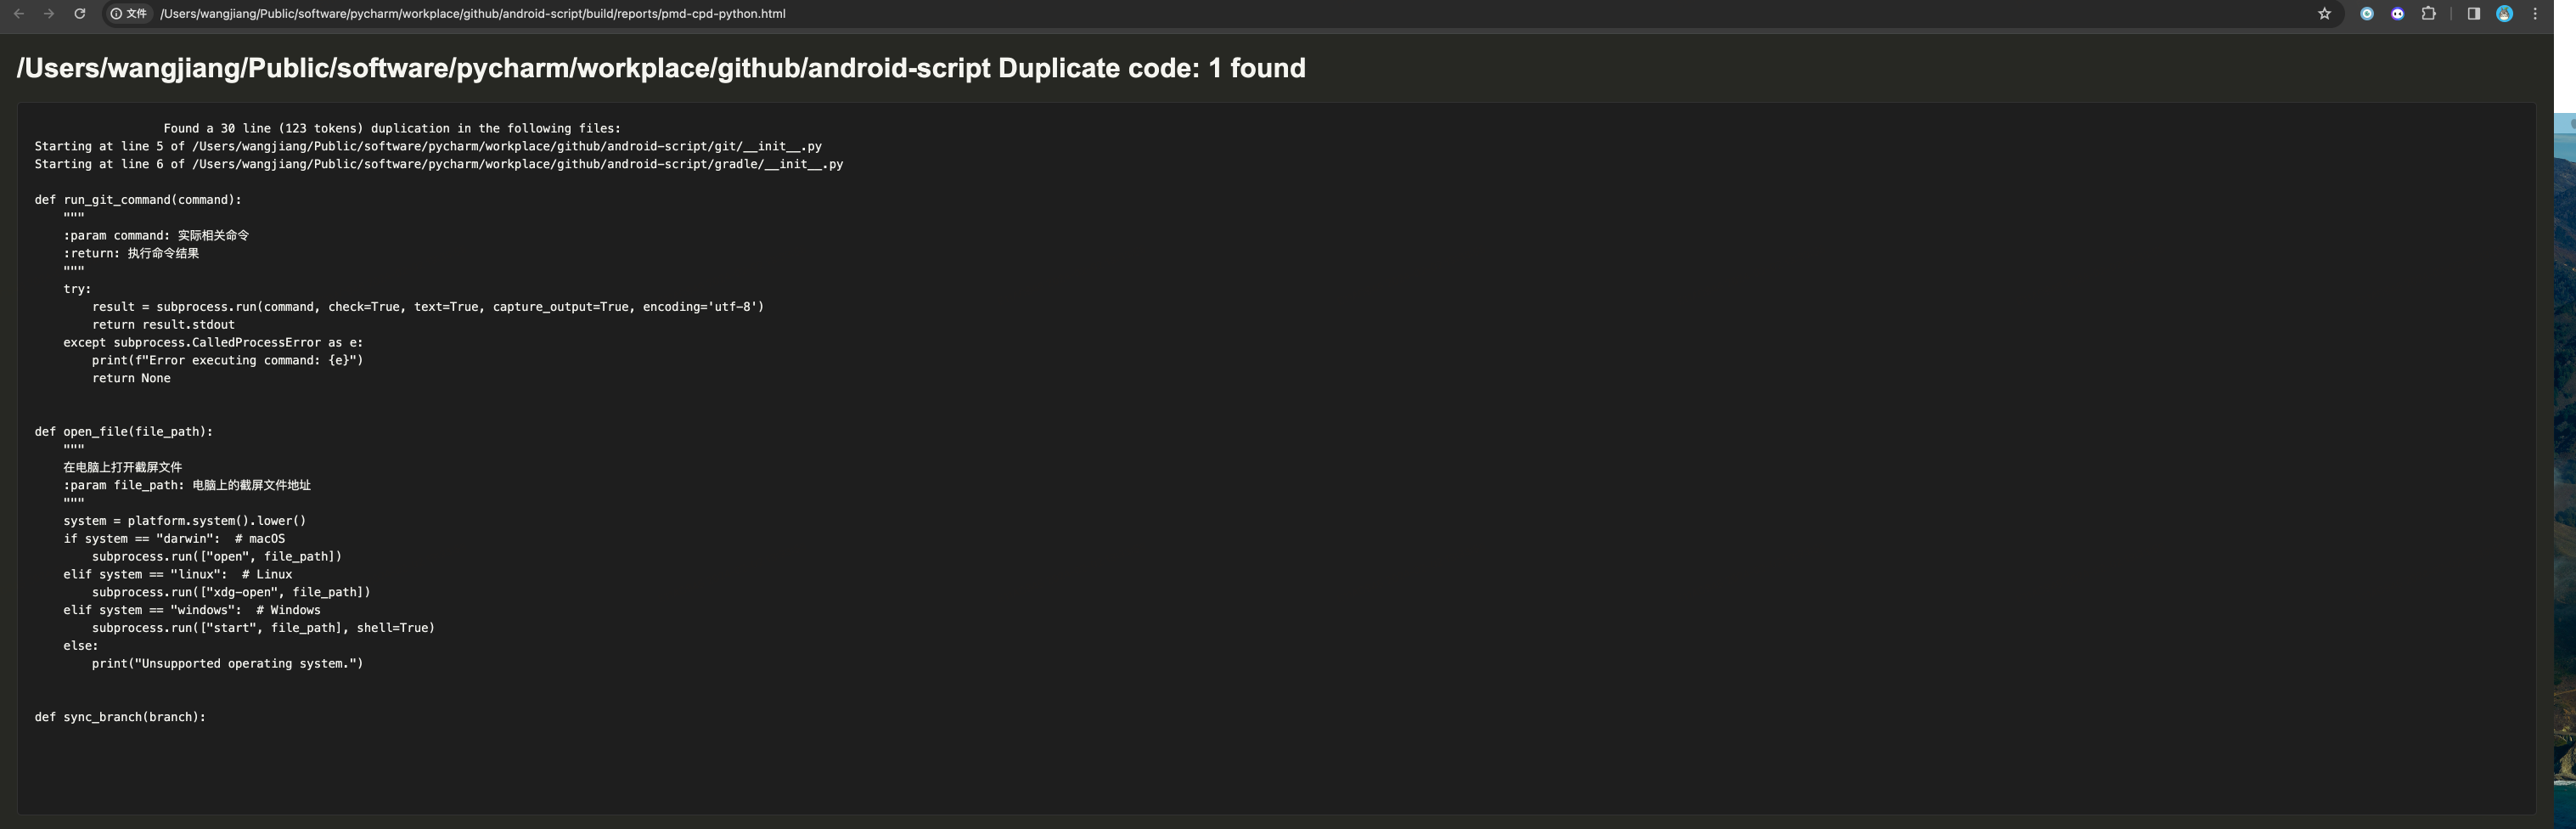 文件 /Users/wangjiang/Public/software/pycharm/workplace/github/android-script/build/reports/pmd-cpd-python.html
/Users/wangjiang/Public/software/pycharm/workplace/github/android-script Duplicate code: 1 found
Found a 30 line (123 tokens) duplication in the following files:
Starting at line 5 of /Users/wangjiang/Public/software/pycharm/workplace/github/android-script/git/__init__.py
Starting at line 6 of /Users/wangjiang/Public/software/pycharm/workplace/github/android-script/gradle/__init__.py
def run_git_command(command):
"""
:param command: 实际相关命令
:return: 执行命令结果
"""
try:
result = subprocess.run(command, check=True, text=True, capture_output=True, encoding='utf-8')
return result.stdout
except subprocess.CalledProcessError as e:
print(f"Error executing command: {e}")
return None
def open_file(file_path):
"""
在电脑上打开截屏文件
:param file_path: 电脑上的截屏文件地址
"""
system = platform.system().lower()
if system == "darwin":  # macOS
subprocess.run(["open", file_path])
elif system == "linux":  # Linux
subprocess.run(["xdg-open", file_path])
elif system == "windows":  # Windows
subprocess.run(["start", file_path], shell=True)
else:
print("Unsupported operating system.")
def sync_branch(branch):